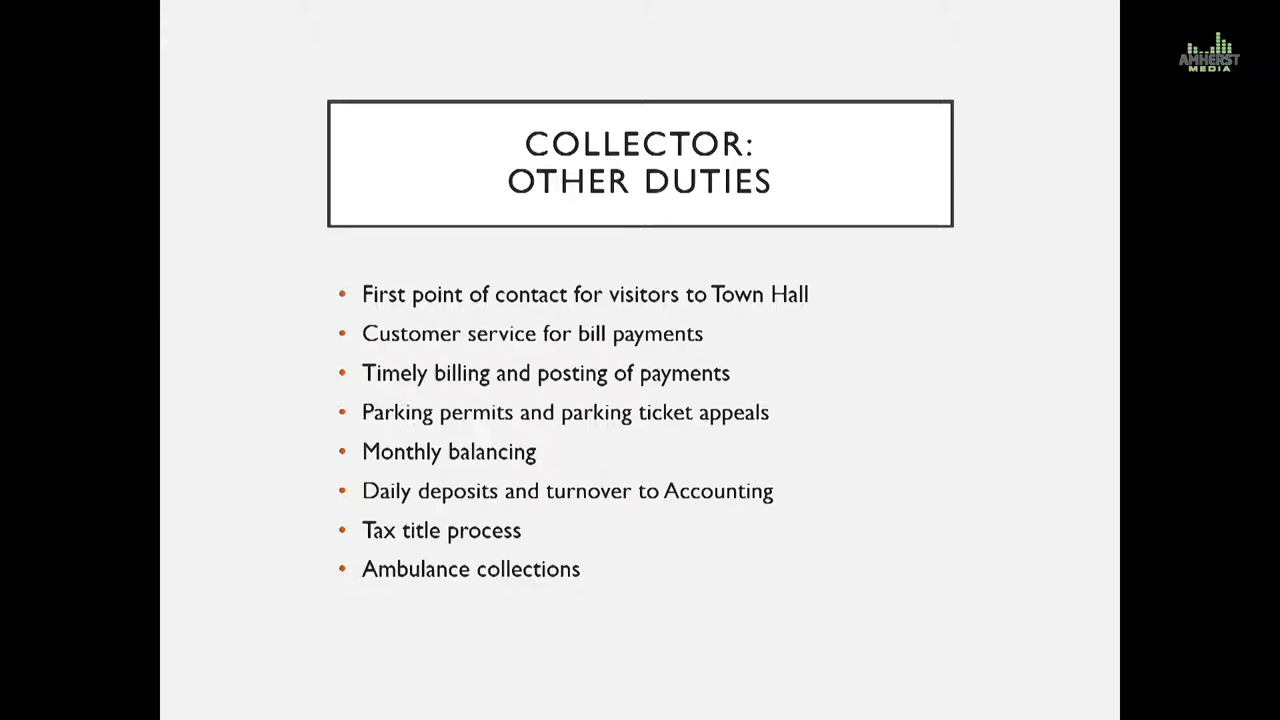 AMHERST
MEDIA
COLLECTOR:
OTHER DUTIES
• First point of contact for visitors to Town Hall
• Customer service for bill payments
• Timely billing and posting of payments
• Parking permits and parking ticket appeals
• Monthly balancing
• Daily deposits and turnover to Accounting
• Tax title process
• Ambulance collections